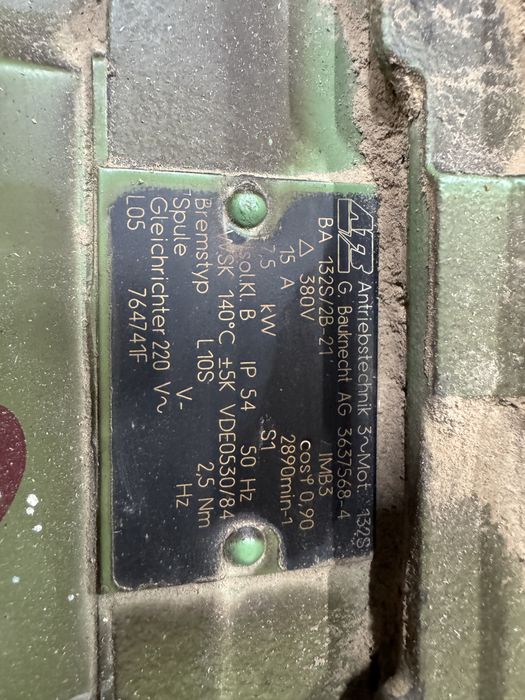 Antriebstechnik 3~Mot. 132S
G. Bauknecht AG 3637568-4
BA 132S/2B-21 IMB3
Δ 380V 2890min-1
15 A cosφ 0,90
7,5 kW S1
Isol.Kl. B IP 54 50 Hz
WSK 140°C ±5K VDE0530/84
Bremstyp L10S 2,5 Nm
Spule V- Hz
Gleichrichter 220 V~
L05 764741F